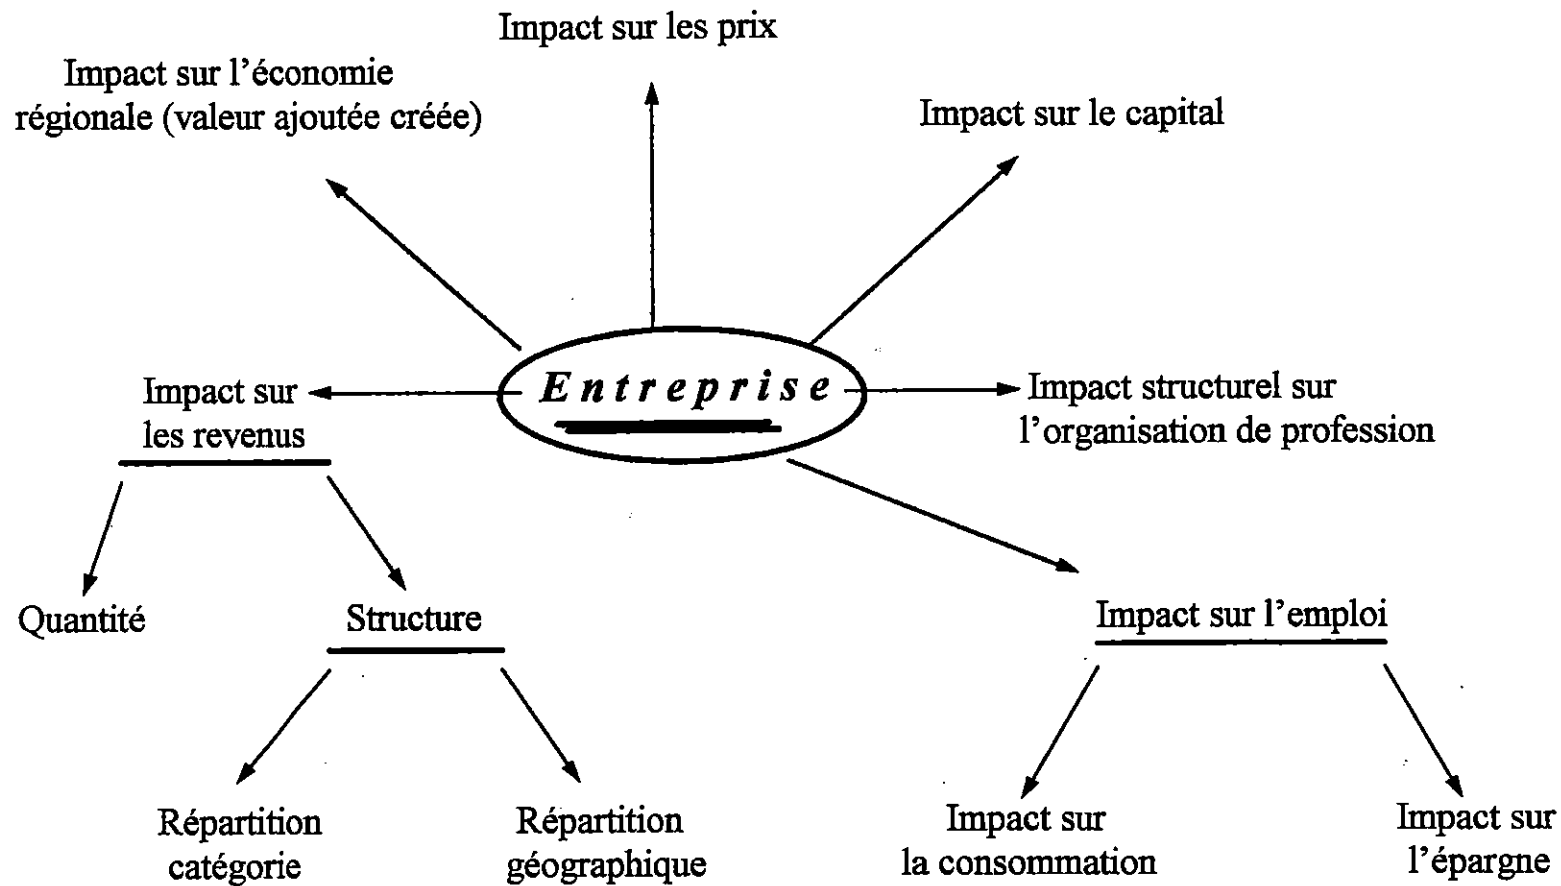 Impact sur les prix
Impact sur l'économie
régionale (valeur ajoutée créée)
Impact sur le capital
Impact sur
les revenus
Entreprise
Impact structurel sur
l'organisation de profession
Quantité
Structure
Impact sur l'emploi
Répartition
catégorie
Répartition
géographique
Impact sur
la consommation
Impact sur
l'épargne